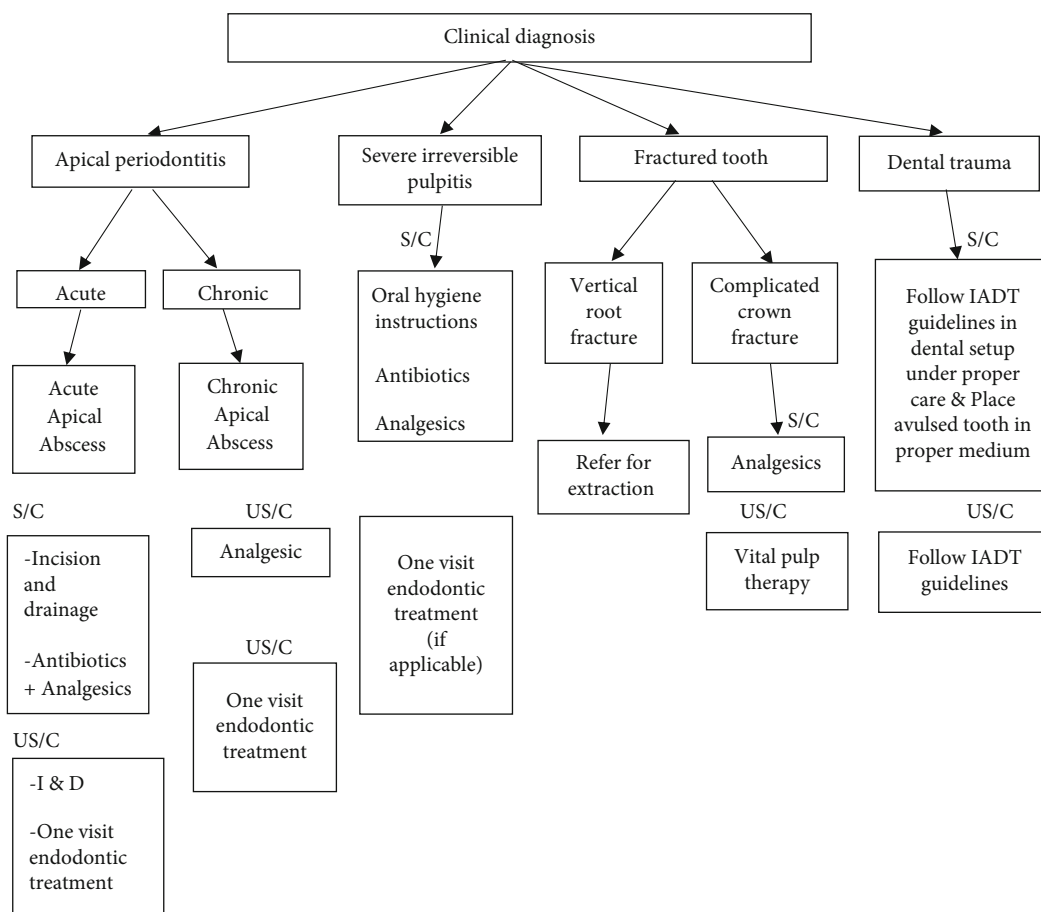 Clinical diagnosis
Apical periodontitis
Severe irreversible
pulpitis
Fractured tooth
Dental trauma
S/C
S/C
Acute
Chronic
Oral hygiene
instructions
Antibiotics
Analgesics
Vertical
root
fracture
Complicated
crown
fracture
Follow IADT
guidelines in
dental setup
under proper
care & Place
avulsed tooth in
proper medium
Acute
Apical
Abscess
Chronic
Apical
Abscess
S/C
Refer for
extraction
Analgesics
S/C
US/C
US/C
US/C
-Incision
and
drainage
-Antibiotics
+ Analgesics
Analgesic
One visit
endodontic
treatment
(if
applicable)
Vital pulp
therapy
Follow IADT
guidelines
US/C
One visit
endodontic
treatment
US/C
-I & D
-One visit
endodontic
treatment